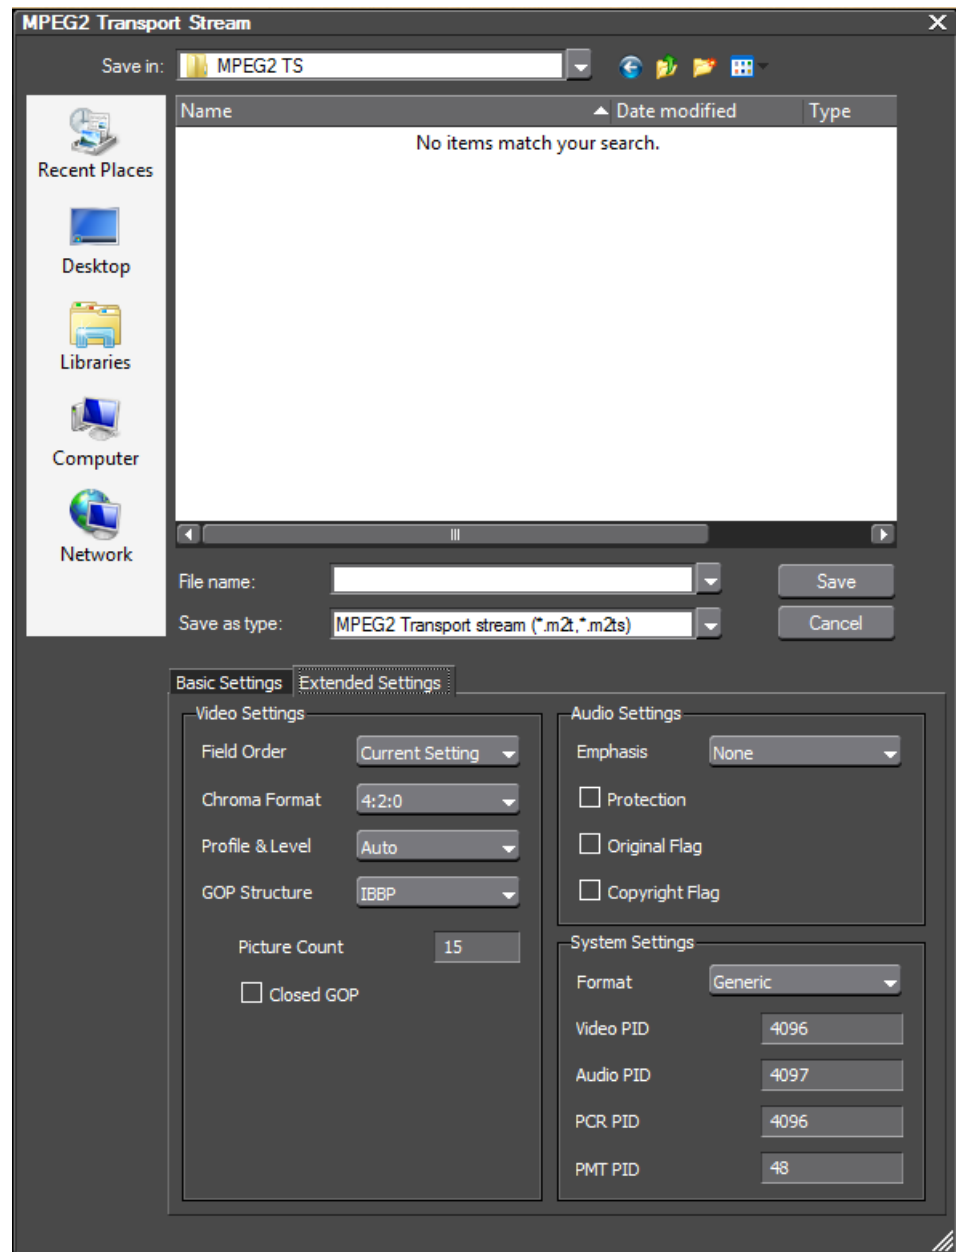 MPEG2 Transport Stream
Save in: MPEG2 TS
Name Date modified Type
No items match your search.
Recent Places
Desktop
Libraries
Computer
Network
File name: Save
Save as type: MPEG2 Transport stream (*.m2t,*.m2ts) Cancel
Basic Settings Extended Settings
Video Settings
Field Order Current Setting
Chroma Format 4:2:0
Profile & Level Auto
GOP Structure IBBP
Picture Count 15
Closed GOP
Audio Settings
Emphasis None
Protection
Original Flag
Copyright Flag
System Settings
Format Generic
Video PID 4096
Audio PID 4097
PCR PID 4096
PMT PID 48